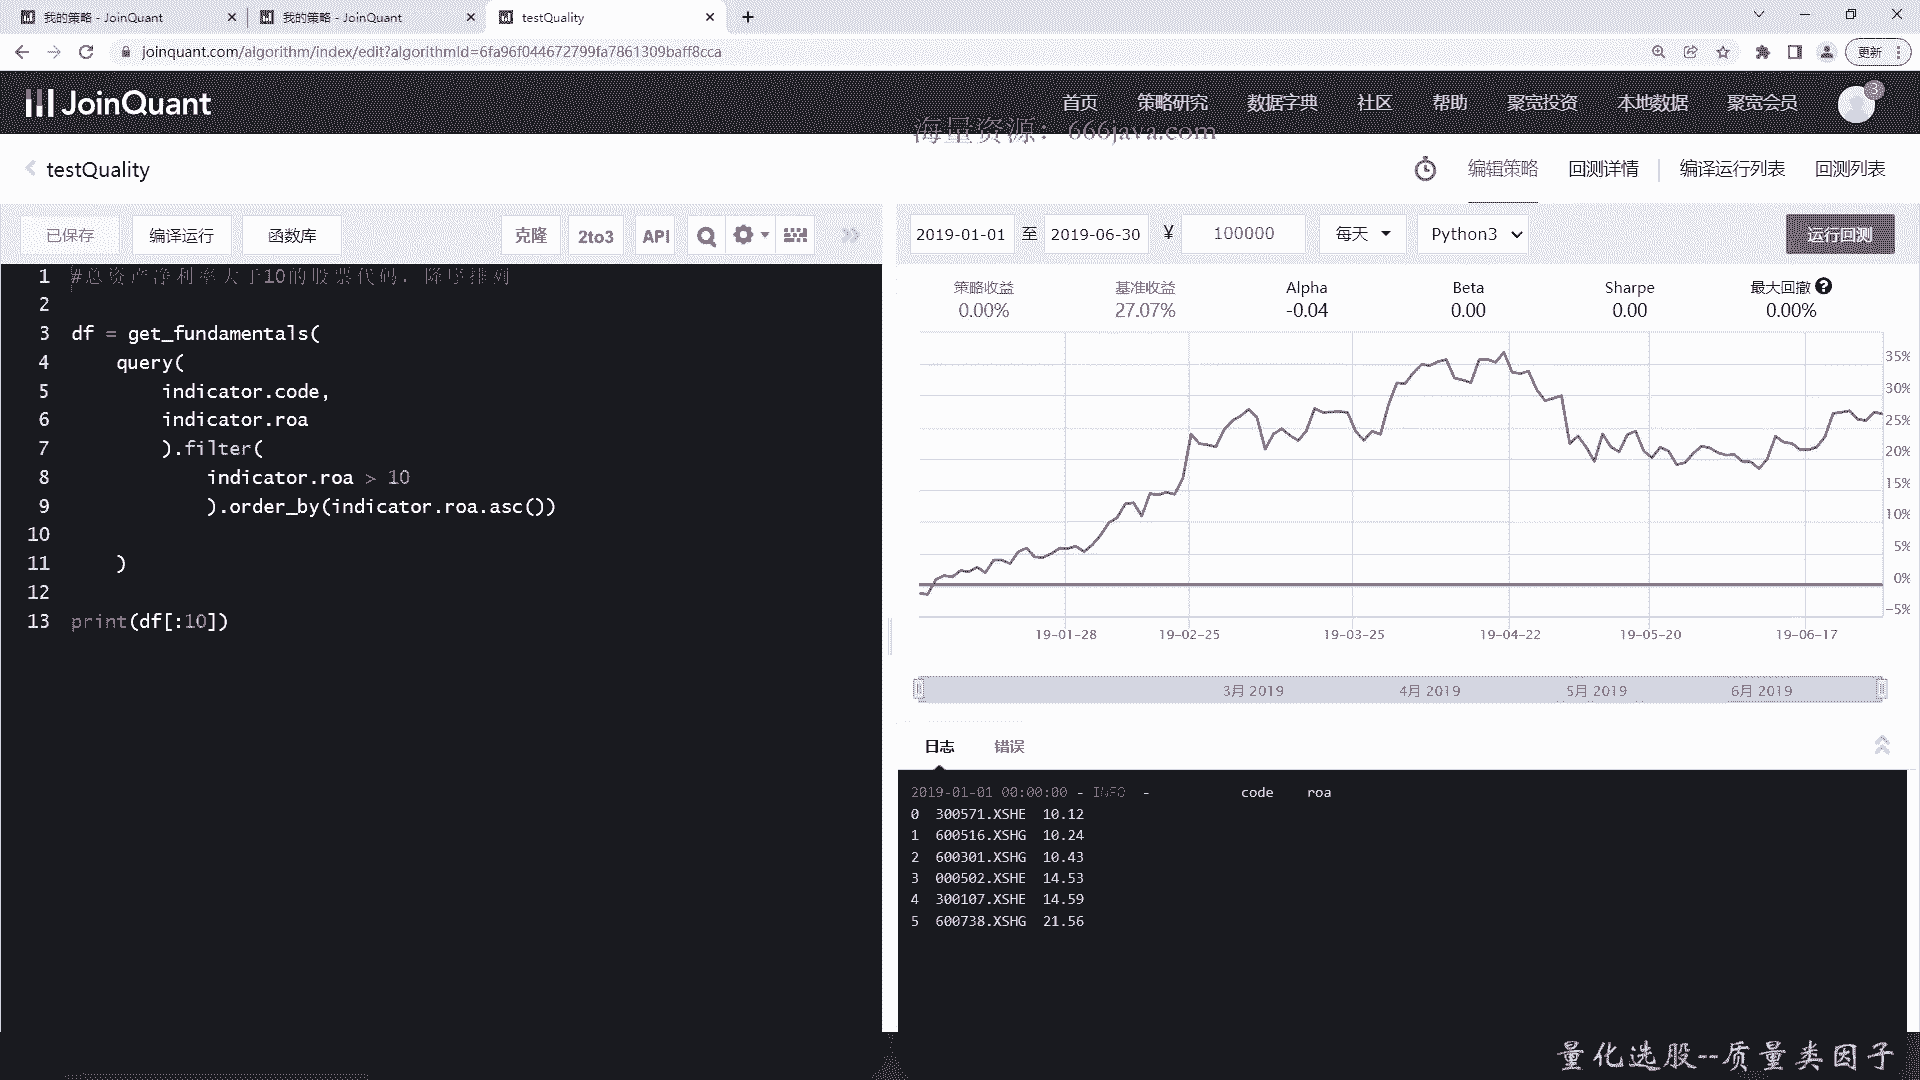 我的策略 - JoinQuant
我的策略 - JoinQuant
testQuality
joinquant.com/algorithm/index/edit?algorithmId=6fa96f044672799fa7861309baff8cca
更新
JoinQuant
首页 策略研究 数据字典 社区 帮助 聚宽投资 本地数据 聚宽会员
3
海量资源：666java.com
testQuality
编辑策略 回测详情 编译运行列表 回测列表
已保存 编译运行 函数库 克隆 2to3 API
2019-01-01 至 2019-06-30 ¥ 100000 每天 Python3 运行回测
1 #总资产净利率大于10的股票代码，降序排列
2
3 df = get_fundamentals(
4 query(
5 indicator.code,
6 indicator.roa
7 ).filter(
8 indicator.roa > 10
9 ).order_by(indicator.roa.asc())
10
11 )
12
13 print(df[:10])
策略收益 基准收益 Alpha Beta Sharpe 最大回撤
0.00% 27.07% -0.04 0.00 0.00 0.00%
35%
30%
25%
20%
15%
10%
5%
0%
-5%
19-01-28 19-02-25 19-03-25 19-04-22 19-05-20 19-06-17
3月 2019 4月 2019 5月 2019 6月 2019
日志 错误
2019-01-01 00:00:00 - INFO - code roa
0 300571.XSHE 10.12
1 600516.XSHG 10.24
2 600301.XSHG 10.43
3 000502.XSHE 14.53
4 300107.XSHE 14.59
5 600738.XSHG 21.56
量化选股--质量类因子